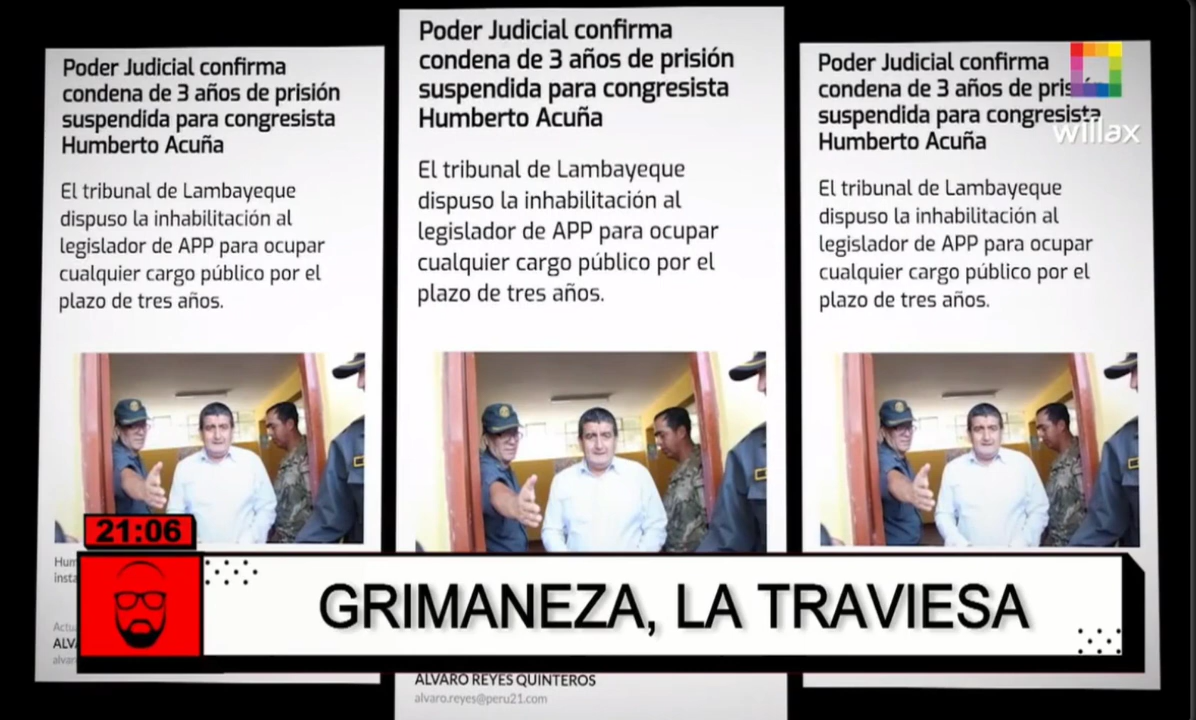 Poder Judicial confirma
condena de 3 años de prisión
suspendida para congresista
Humberto Acuña
El tribunal de Lambayeque
dispuso la inhabilitación al
legislador de APP para ocupar
cualquier cargo público por el
plazo de tres años.
Poder Judicial confirma
condena de 3 años de prisión
suspendida para congresista
Humberto Acuña
El tribunal de Lambayeque
dispuso la inhabilitación al
legislador de APP para ocupar
cualquier cargo público por el
plazo de tres años.
ALVARO REYES QUINTEROS
alvaro.reyes@peru21.com
Poder Judicial confirma
condena de 3 años de prisión
suspendida para congresista
Humberto Acuña
El tribunal de Lambayeque
dispuso la inhabilitación al
legislador de APP para ocupar
cualquier cargo público por el
plazo de tres años.
willax
21:06
GRIMANEZA, LA TRAVIESA